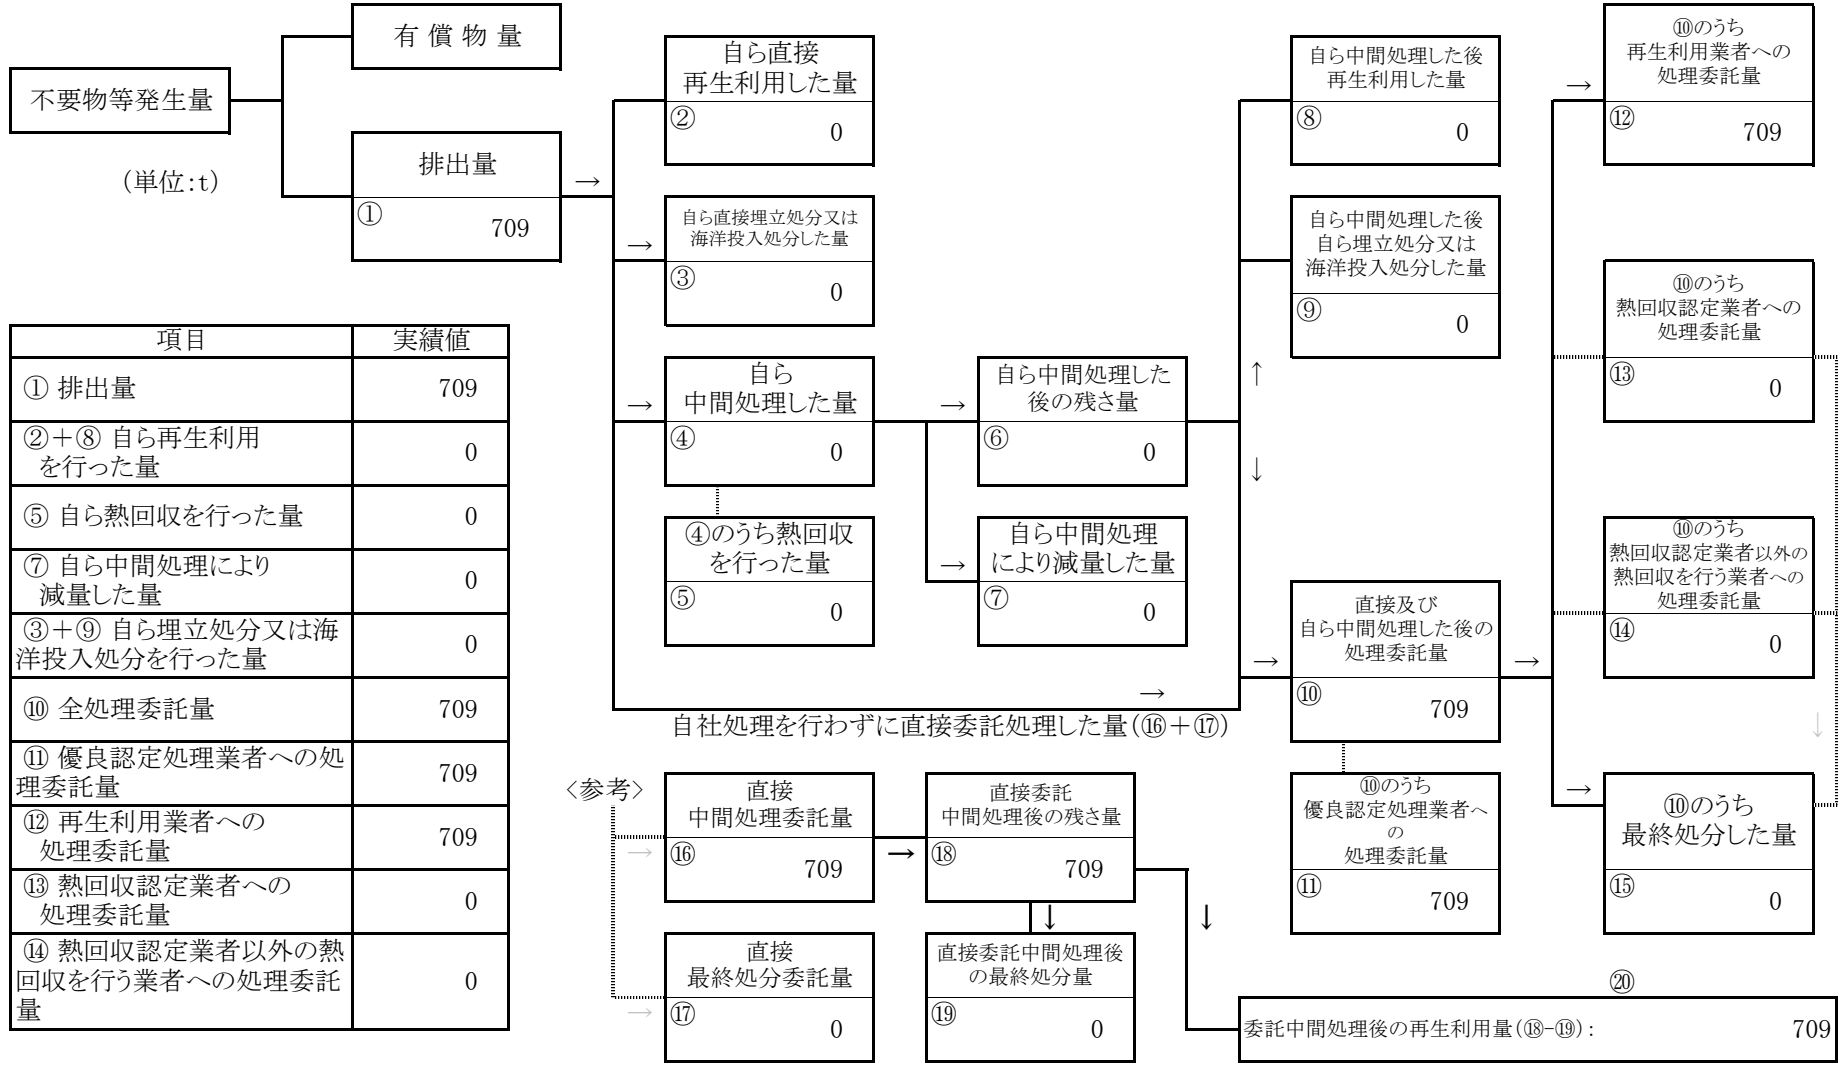 有 償 物 量
不要物等発生量
(単位:t)
排出量
①
709
→
自ら直接
再生利用した量
②
0
→
自ら直接埋立処分又は
海洋投入処分した量
③
0
→
自ら
中間処理した量
④
0
④のうち熱回収
を行った量
⑤
0
→
自ら中間処理した
後の残さ量
⑥
0
→
自ら中間処理
により減量した量
⑦
0
自ら中間処理した後
再生利用した量
⑧
0
自ら中間処理した後
自ら埋立処分又は
海洋投入処分した量
⑨
0
↑
↓
→
自社処理を行わずに直接委託処理した量(⑯+⑰)
→
直接及び
自ら中間処理した後の
処理委託量
⑩
709
⑩のうち
優良認定処理業者へ
の
処理委託量
⑪
709
→
→
⑩のうち
再生利用業者への
処理委託量
⑫
709
⑩のうち
熱回収認定業者への
処理委託量
⑬
0
⑩のうち
熱回収認定業者以外の
熱回収を行う業者への
処理委託量
⑭
0
↓
→
⑩のうち
最終処分した量
⑮
0
項目 実績値
① 排出量 709
②+⑧ 自ら再生利用
を行った量 0
⑤ 自ら熱回収を行った量 0
⑦ 自ら中間処理により
減量した量 0
③+⑨ 自ら埋立処分又は海
洋投入処分を行った量 0
⑩ 全処理委託量 709
⑪ 優良認定処理業者への処
理委託量 709
⑫ 再生利用業者への
処理委託量 709
⑬ 熱回収認定業者への
処理委託量 0
⑭ 熱回収認定業者以外の熱
回収を行う業者への処理委託
量 0
<参考>
→
直接
中間処理委託量
⑯
709
→
直接委託
中間処理後の残さ量
⑱
709
↓
↓
→
直接
最終処分委託量
⑰
0
直接委託中間処理後
の最終処分量
⑲
0
⑳
委託中間処理後の再生利用量(⑱-⑲): 709